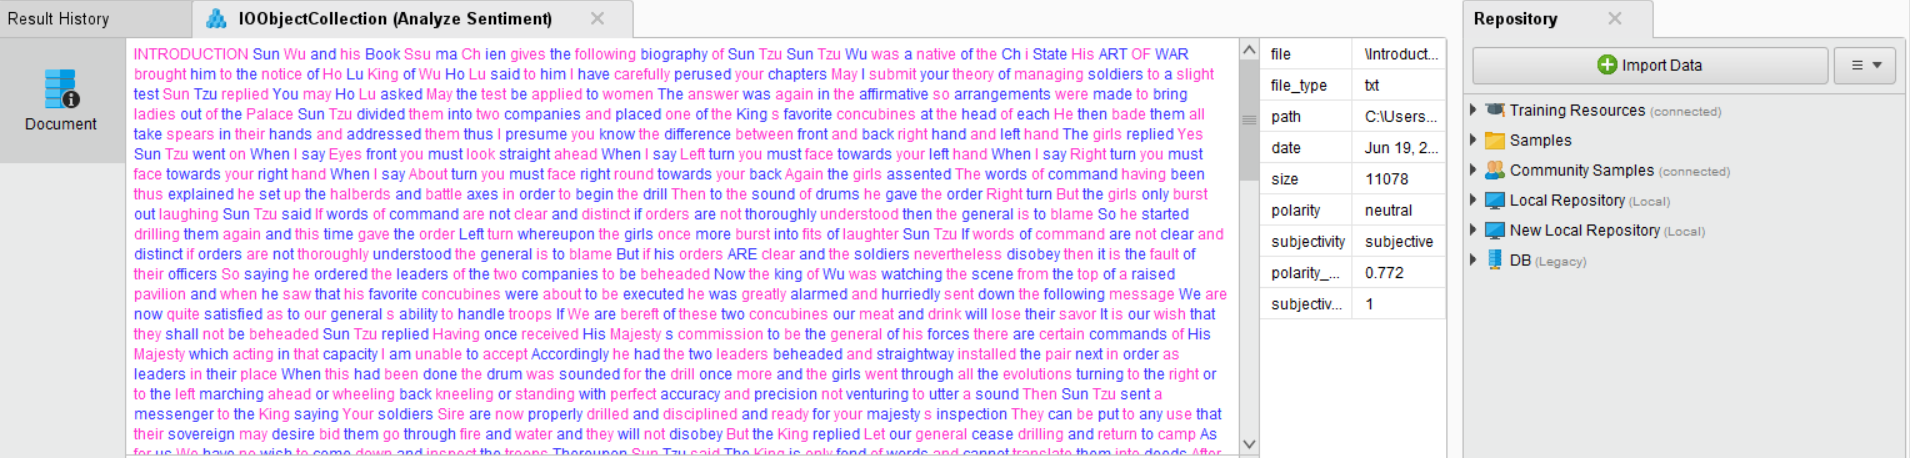 Result History
IOObjectCollection (Analyze Sentiment)
Document
INTRODUCTION Sun Wu and his Book Ssu ma Ch ien gives the following biography of Sun Tzu Sun Tzu Wu was a native of the Ch i State His ART OF WAR
brought him to the notice of Ho Lu King of Wu Ho Lu said to him I have carefully perused your chapters May I submit your theory of managing soldiers to a slight
test Sun Tzu replied You may Ho Lu asked May the test be applied to women The answer was again in the affirmative so arrangements were made to bring
ladies out of the Palace Sun Tzu divided them into two companies and placed one of the King s favorite concubines at the head of each He then bade them all
take spears in their hands and addressed them thus I presume you know the difference between front and back right hand and left hand The girls replied Yes
Sun Tzu went on When I say Eyes front you must look straight ahead When I say Left turn you must face towards your left hand When I say Right turn you must
face towards your right hand When I say About turn you must face right round towards your back Again the girls assented The words of command having been
thus explained he set up the halberds and battle axes in order to begin the drill Then to the sound of drums he gave the order Right turn But the girls only burst
out laughing Sun Tzu said If words of command are not clear and distinct if orders are not thoroughly understood then the general is to blame So he started
drilling them again and this time gave the order Left turn whereupon the girls once more burst into fits of laughter Sun Tzu If words of command are not clear and
distinct if orders are not thoroughly understood the general is to blame But if his orders ARE clear and the soldiers nevertheless disobey then it is the fault of
their officers So saying he ordered the leaders of the two companies to be beheaded Now the king of Wu was watching the scene from the top of a raised
pavilion and when he saw that his favorite concubines were about to be executed he was greatly alarmed and hurriedly sent down the following message We are
now quite satisfied as to our general s ability to handle troops If We are bereft of these two concubines our meat and drink will lose their savor It is our wish that
they shall not be beheaded Sun Tzu replied Having once received His Majesty s commission to be the general of his forces there are certain commands of His
Majesty which acting in that capacity I am unable to accept Accordingly he had the two leaders beheaded and straightway installed the pair next in order as
leaders in their place When this had been done the drum was sounded for the drill once more and the girls went through all the evolutions turning to the right or
to the left marching ahead or wheeling back kneeling or standing with perfect accuracy and precision not venturing to utter a sound Then Sun Tzu sent a
messenger to the King saying Your soldiers Sire are now properly drilled and disciplined and ready for your majesty s inspection They can be put to any use that
their sovereign may desire bid them go through fire and water and they will not disobey But the King replied Let our general cease drilling and return to camp As
for us We have no wish to come down and inspect the troops Thereupon Sun Tzu said The King is only fond of words and cannot translate them into deeds After
file \Introduct...
file_type txt
path C:\Users...
date Jun 19, 2...
size 11078
polarity neutral
subjectivity subjective
polarity_... 0.772
subjectiv... 1
Repository
Import Data
Training Resources (connected)
Samples
Community Samples (connected)
Local Repository (Local)
New Local Repository (Local)
DB (Legacy)